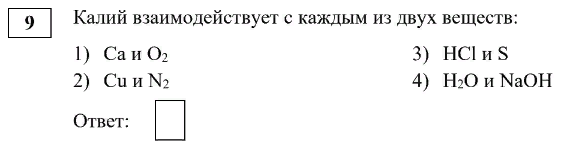 9
Калий взаимодействует с каждым из двух веществ:
1) Ca и O₂
2) Cu и N₂
3) HCl и S
4) H₂O и NaOH
Ответ: